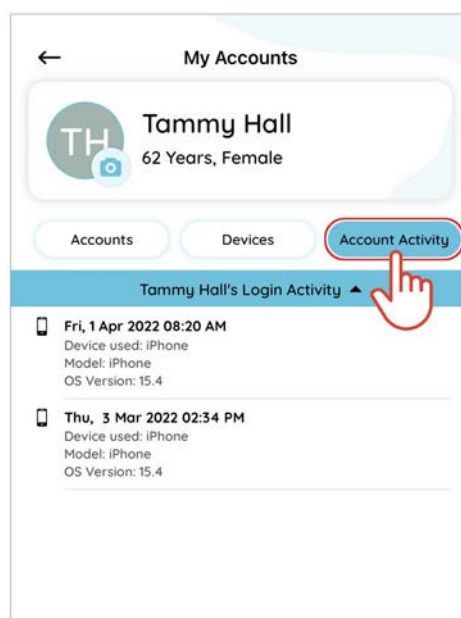 My Accounts
TH
Tammy Hall
62 Years, Female
Accounts Devices Account Activity
Tammy Hall's Login Activity
Fri, 1 Apr 2022 08:20 AM
Device used: iPhone
Model: iPhone
OS Version: 15.4
Thu, 3 Mar 2022 02:34 PM
Device used: iPhone
Model: iPhone
OS Version: 15.4